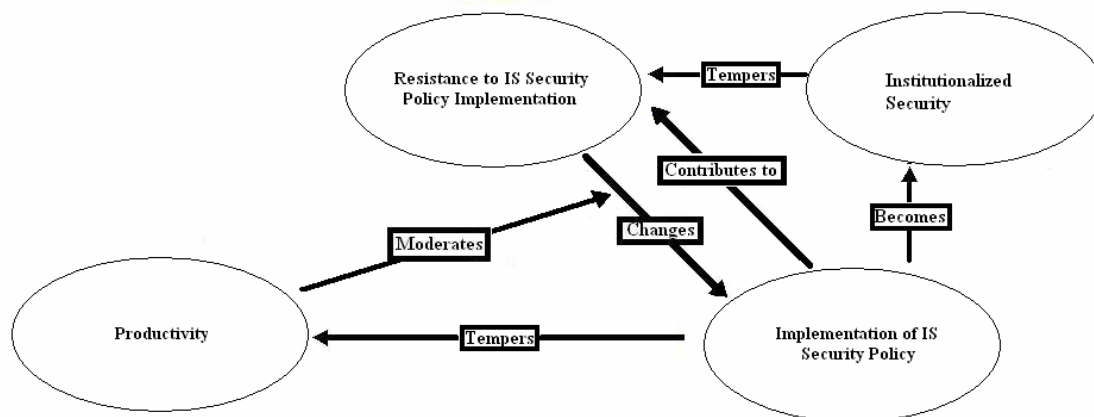 Resistance to IS Security
Policy Implementation
Tempers
Institutionalized
Security
Contributes to
Becomes
Changes
Moderates
Productivity
Tempers
Implementation of IS
Security Policy